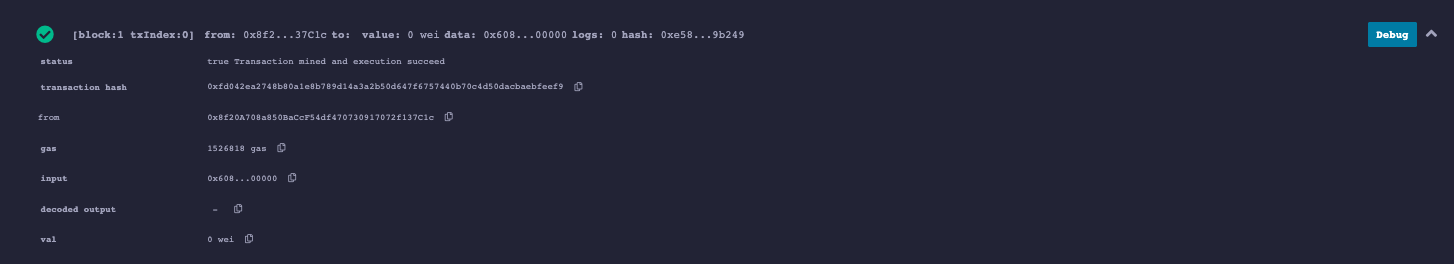 [block:1 txIndex:0] from: 0x8f2...37C1c to: value: 0 wei data: 0x608...00000 logs: 0 hash: 0xe58...9b249 Debug
status true Transaction mined and execution succeed
transaction hash 0xfd042ea2748b80a1e8b789d14a3a2b50d647f6757440b70c4d50dacbaebfeef9
from 0x8f20A708a850BaCcF54df470730917072f137C1c
gas 1526818 gas
input 0x608...00000
decoded output -
val 0 wei